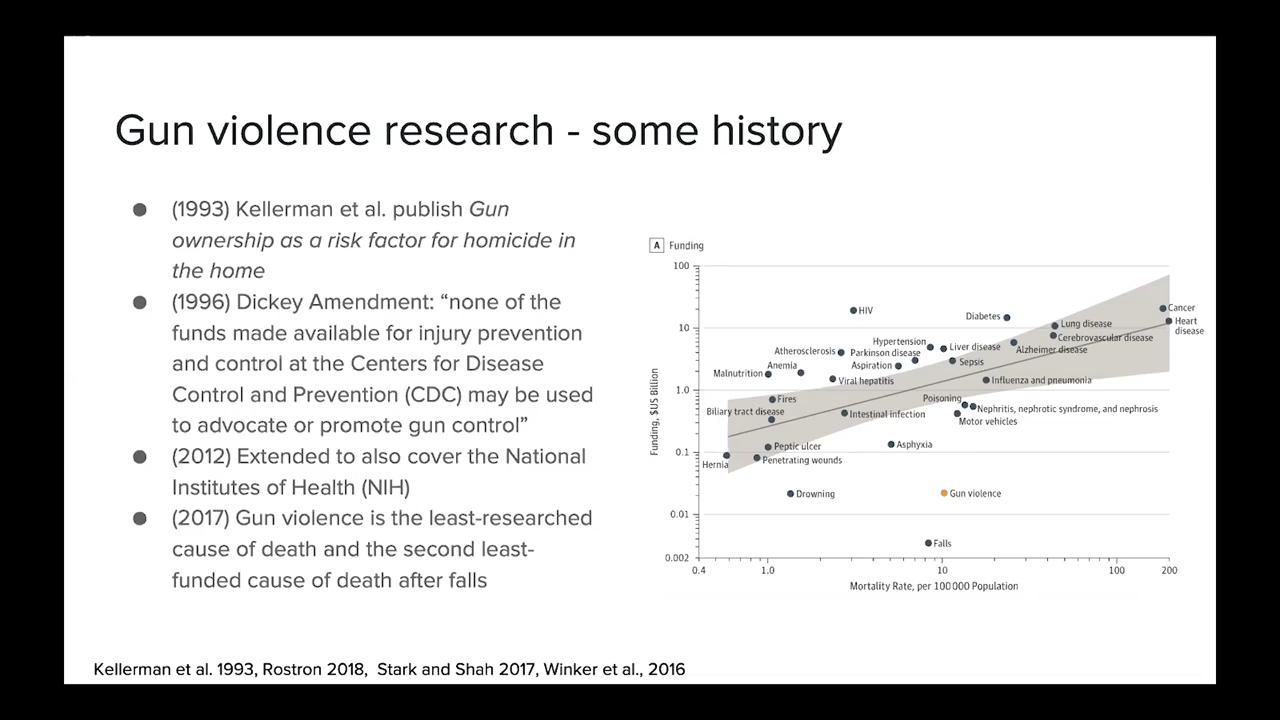 Gun violence research - some history
● (1993) Kellerman et al. publish Gun
ownership as a risk factor for homicide in
the home
● (1996) Dickey Amendment: “none of the
funds made available for injury prevention
and control at the Centers for Disease
Control and Prevention (CDC) may be used
to advocate or promote gun control”
● (2012) Extended to also cover the National
Institutes of Health (NIH)
● (2017) Gun violence is the least-researched
cause of death and the second least-
funded cause of death after falls
A Funding
Funding, $US Billion
100
10
1.0
0.1
0.01
0.002
HIV
Diabetes
Cancer
Lung disease
Heart
disease
Cerebrovascular disease
Hypertension
Liver disease
Alzheimer disease
Atherosclerosis
Parkinson disease
Sepsis
Anemia
Aspiration
Malnutrition
Viral hepatitis
Influenza and pneumonia
Fires
Poisoning
Biliary tract disease
Intestinal infection
Nephritis, nephrotic syndrome, and nephrosis
Motor vehicles
Peptic ulcer
Asphyxia
Hernia
Penetrating wounds
Drowning
Gun violence
Falls
0.4
1.0
10
100
200
Mortality Rate, per 100 000 Population
Kellerman et al. 1993, Rostron 2018, Stark and Shah 2017, Winker et al., 2016